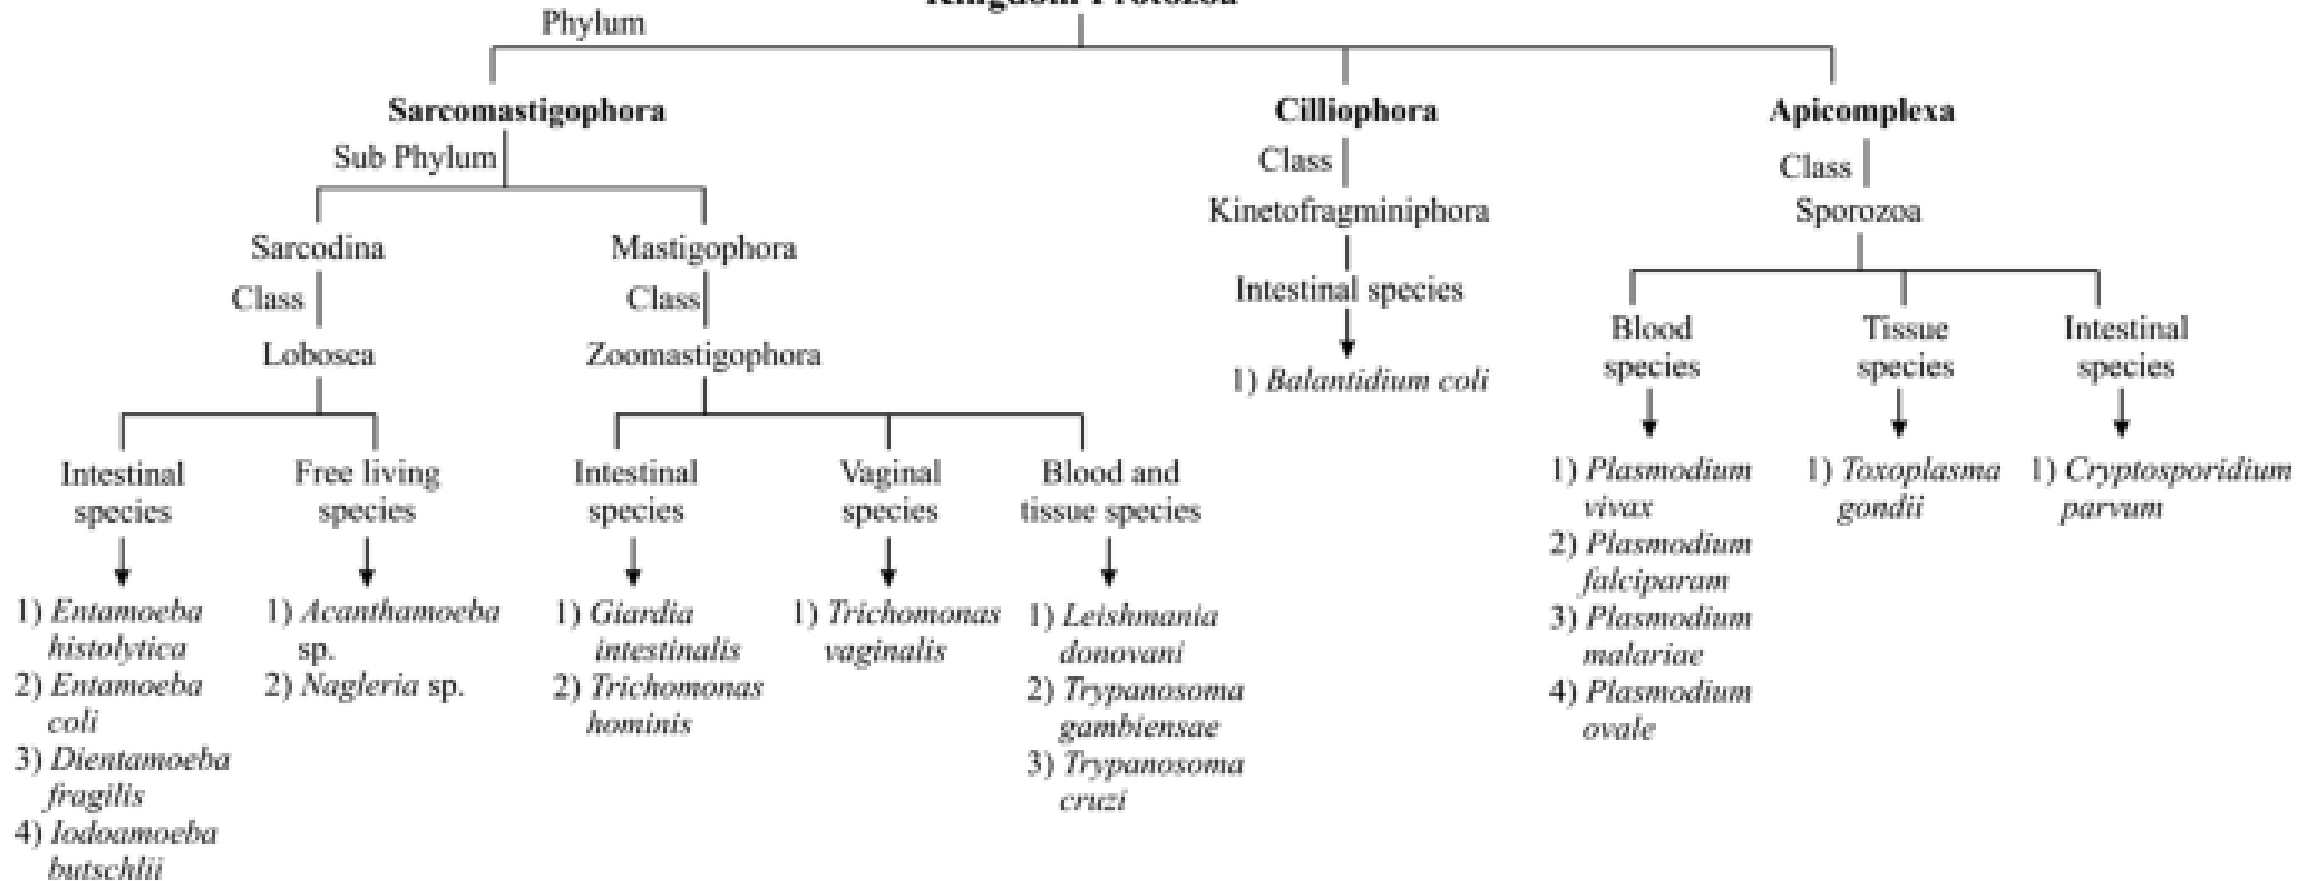 Kingdom Protozoa
Phylum
Sarcomastigophora
Cilliophora
Apicomplexa
Sub Phylum
Class
Class
Kinetofragminiphora
Sporozoa
Sarcodina
Mastigophora
Intestinal species
Class
Class
Lobosca
Zoomastigophora
1) Balantidium coli
Blood
species
Tissue
species
Intestinal
species
Intestinal
species
Free living
species
Intestinal
species
Vaginal
species
Blood and
tissue species
1) Plasmodium
vivax
2) Plasmodium
falciparam
3) Plasmodium
malariae
4) Plasmodium
ovale
1) Toxoplasma
gondii
1) Cryptosporidium
parvum
1) Entamoeba
histolytica
2) Entamoeba
coli
3) Dientamoeba
fragilis
4) Iodoamoeba
butschlii
1) Acanthamoeba
sp.
2) Nagleria sp.
1) Giardia
intestinalis
2) Trichomonas
hominis
1) Trichomonas
vaginalis
1) Leishmania
donovani
2) Trypanosoma
gambiensae
3) Trypanosoma
cruzi